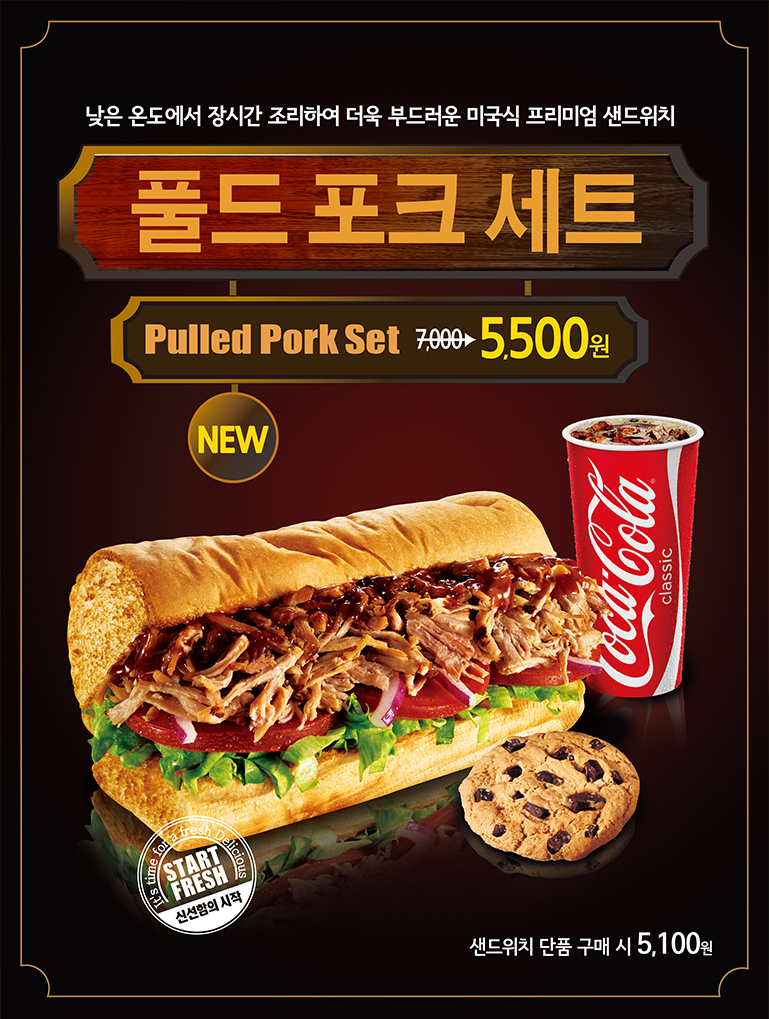 낮은 온도에서 장시간 조리하여 더욱 부드러운 미국식 프리미엄 샌드위치
풀드 포크 세트
Pulled Pork Set 7,000 5,500원
NEW
Coca-Cola
classic
It's time for a fresh Delicious
START
FRESH
신선함의 시작
샌드위치 단품 구매 시 5,100원